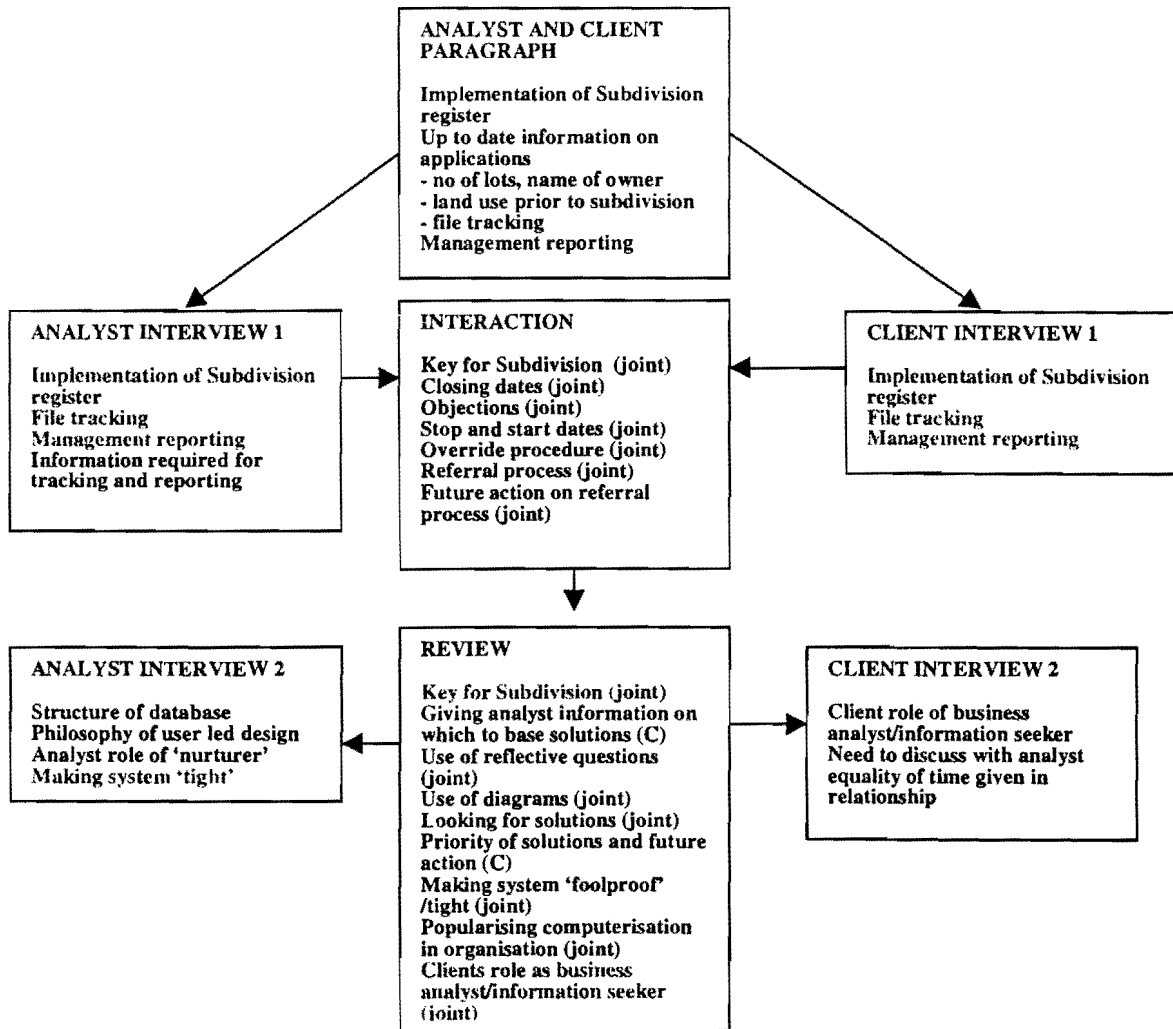 ANALYST AND CLIENT
PARAGRAPH
Implementation of Subdivision
register
Up to date information on
applications
- no of lots, name of owner
- land use prior to subdivision
- file tracking
Management reporting
ANALYST INTERVIEW 1
Implementation of Subdivision
register
File tracking
Management reporting
Information required for
tracking and reporting
INTERACTION
Key for Subdivision (joint)
Closing dates (joint)
Objections (joint)
Stop and start dates (joint)
Override procedure (joint)
Referral process (joint)
Future action on referral
process (joint)
CLIENT INTERVIEW 1
Implementation of Subdivision
register
File tracking
Management reporting
ANALYST INTERVIEW 2
Structure of database
Philosophy of user led design
Analyst role of 'nurturer'
Making system 'tight'
REVIEW
Key for Subdivision (joint)
Giving analyst information on
which to base solutions (C)
Use of reflective questions
(joint)
Use of diagrams (joint)
Looking for solutions (joint)
Priority of solutions and future
action (C)
Making system 'foolproof'
/tight (joint)
Popularising computerisation
in organisation (joint)
Clients role as business
analyst/information seeker
(joint)
CLIENT INTERVIEW 2
Client role of business
analyst/information seeker
Need to discuss with analyst
equality of time given in
relationship